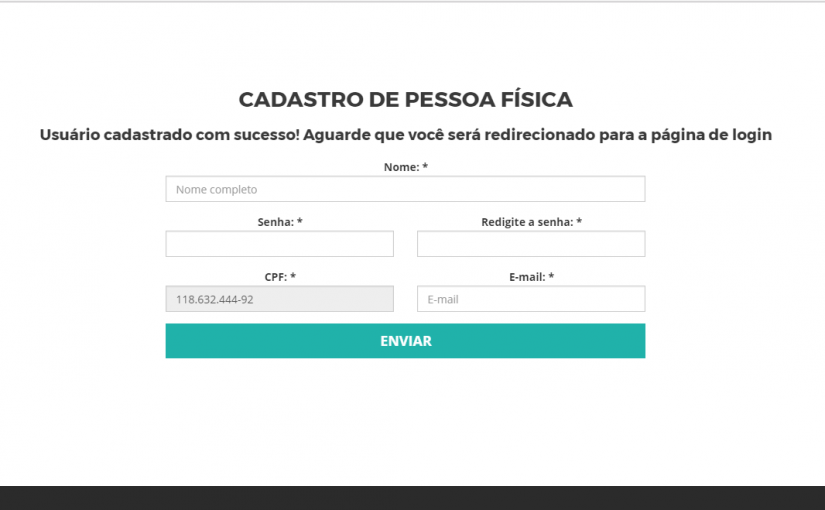 CADASTRO DE PESSOA FÍSICA
Usuário cadastrado com sucesso! Aguarde que você será redirecionado para a página de login
Nome: *
Nome completo
Senha: *
Redigite a senha: *
CPF: *
E-mail: *
118.632.444-92
E-mail
ENVIAR